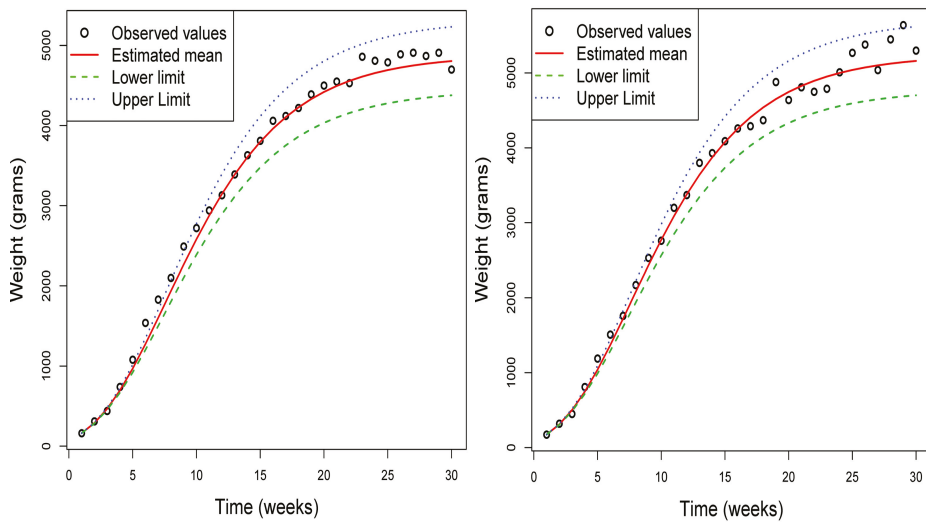 Observed values
Estimated mean
Lower limit
Upper Limit
Weight (grams)
0
1000
2000
3000
4000
5000
0 5 10 15 20 25 30
Time (weeks)
Observed values
Estimated mean
Lower limit
Upper Limit
Weight (grams)
0
1000
2000
3000
4000
5000
0 5 10 15 20 25 30
Time (weeks)